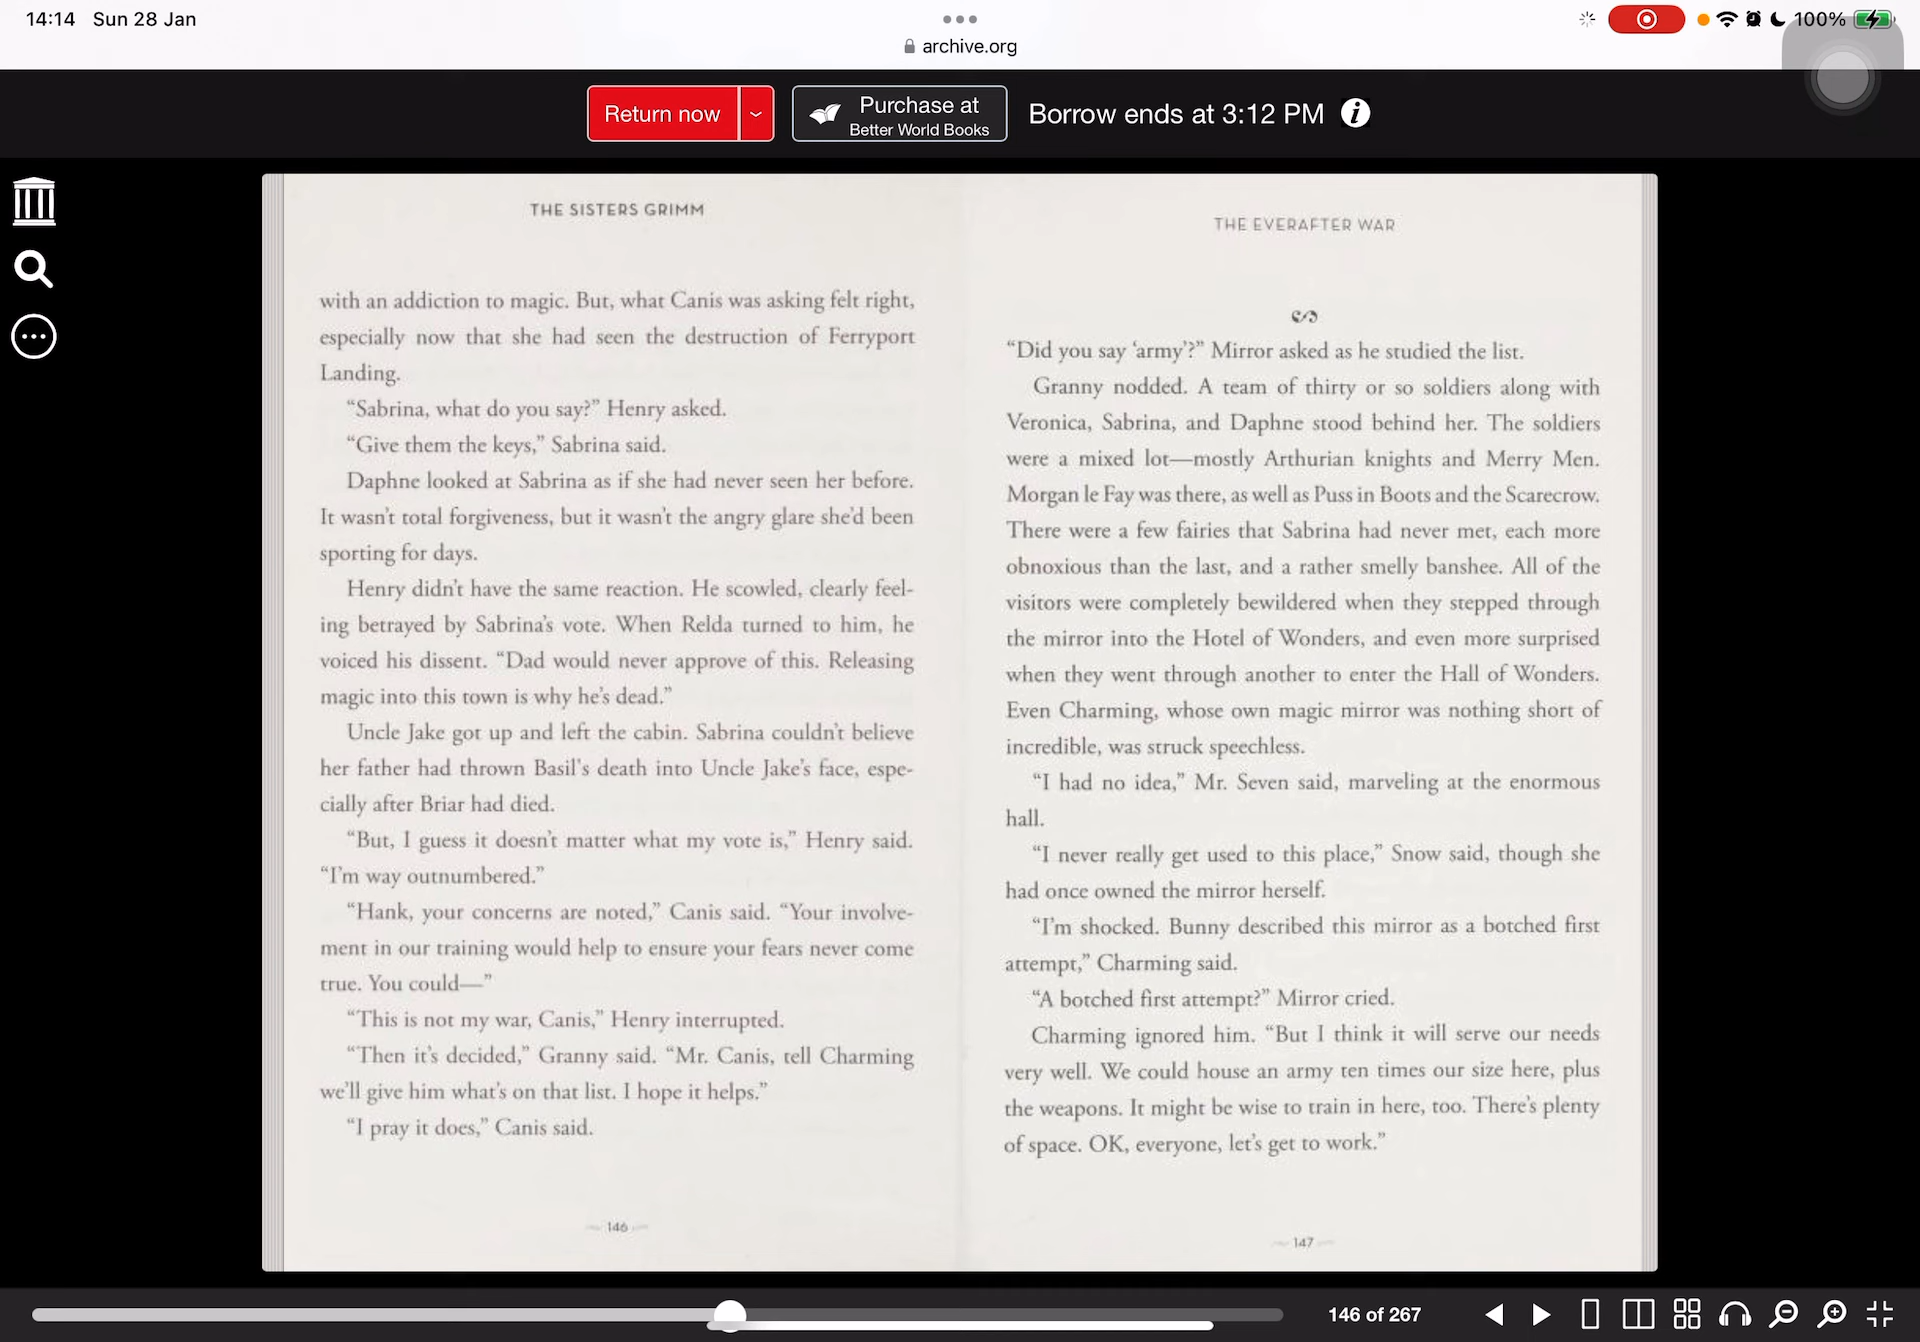 14:14 Sun 28 Jan
100%
archive.org
Return now
Purchase at
Better World Books
Borrow ends at 3:12 PM
THE SISTERS GRIMM
with an addiction to magic. But, what Canis was asking felt right,
especially now that she had seen the destruction of Ferryport
Landing.
“Sabrina, what do you say?” Henry asked.
“Give them the keys,” Sabrina said.
Daphne looked at Sabrina as if she had never seen her before.
It wasn’t total forgiveness, but it wasn’t the angry glare she’d been
sporting for days.
Henry didn’t have the same reaction. He scowled, clearly feel-
ing betrayed by Sabrina’s vote. When Relda turned to him, he
voiced his dissent. “Dad would never approve of this. Releasing
magic into this town is why he’s dead.”
Uncle Jake got up and left the cabin. Sabrina couldn’t believe
her father had thrown Basil's death into Uncle Jake’s face, espe-
cially after Briar had died.
“But, I guess it doesn’t matter what my vote is,” Henry said.
“I’m way outnumbered.”
“Hank, your concerns are noted,” Canis said. “Your involve-
ment in our training would help to ensure your fears never come
true. You could—”
“This is not my war, Canis,” Henry interrupted.
“Then it’s decided,” Granny said. “Mr. Canis, tell Charming
we’ll give him what’s on that list. I hope it helps.”
“I pray it does,” Canis said.
146
THE EVERAFTER WAR
“Did you say ‘army’?” Mirror asked as he studied the list.
Granny nodded. A team of thirty or so soldiers along with
Veronica, Sabrina, and Daphne stood behind her. The soldiers
were a mixed lot—mostly Arthurian knights and Merry Men.
Morgan le Fay was there, as well as Puss in Boots and the Scarecrow.
There were a few fairies that Sabrina had never met, each more
obnoxious than the last, and a rather smelly banshee. All of the
visitors were completely bewildered when they stepped through
the mirror into the Hotel of Wonders, and even more surprised
when they went through another to enter the Hall of Wonders.
Even Charming, whose own magic mirror was nothing short of
incredible, was struck speechless.
“I had no idea,” Mr. Seven said, marveling at the enormous
hall.
“I never really get used to this place,” Snow said, though she
had once owned the mirror herself.
“I’m shocked. Bunny described this mirror as a botched first
attempt,” Charming said.
“A botched first attempt?” Mirror cried.
Charming ignored him. “But I think it will serve our needs
very well. We could house an army ten times our size here, plus
the weapons. It might be wise to train in here, too. There’s plenty
of space. OK, everyone, let’s get to work.”
147
146 of 267